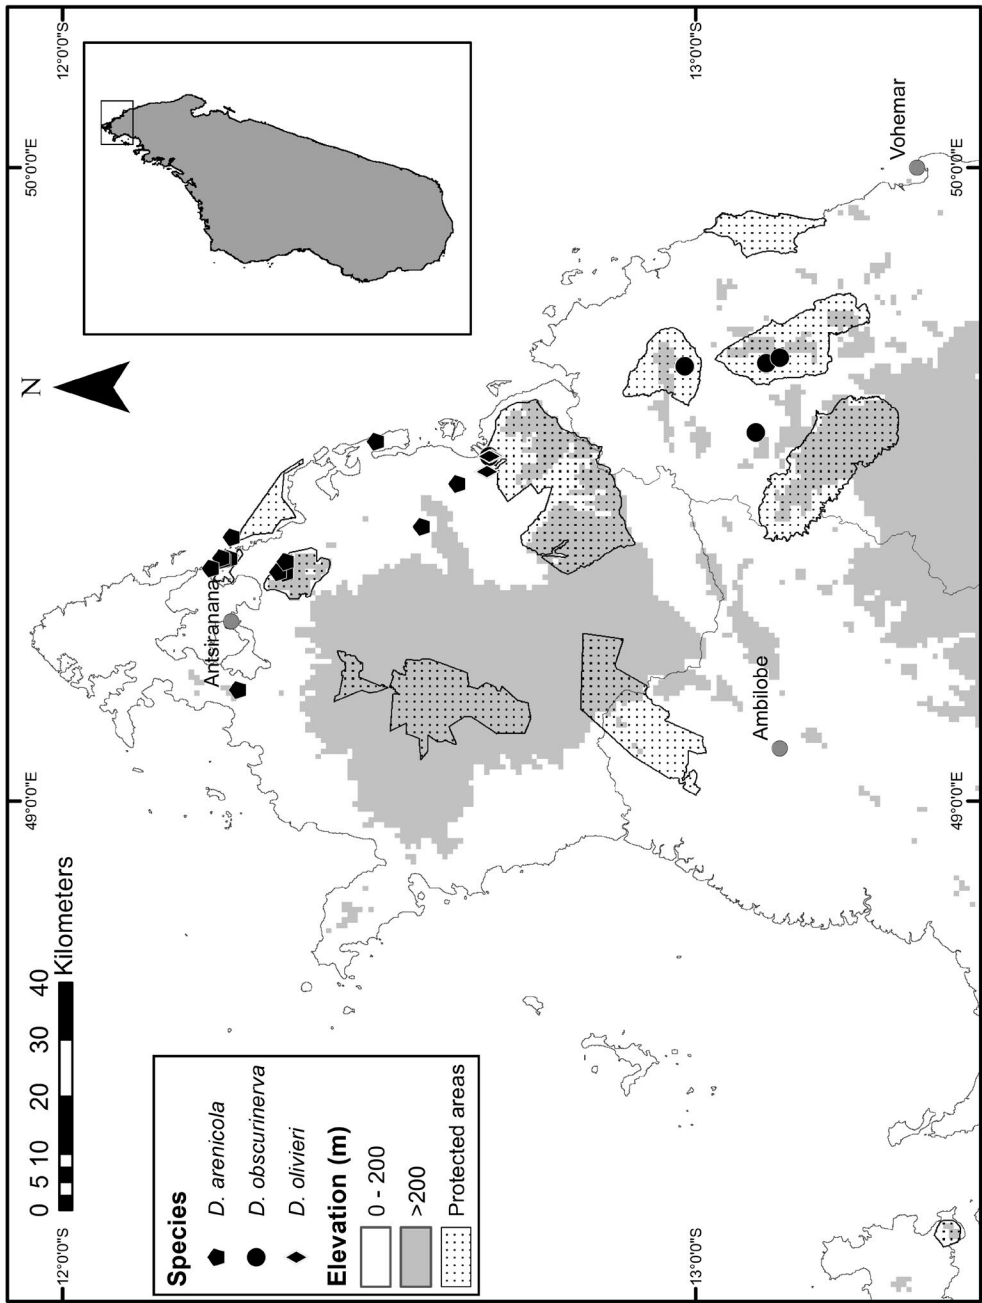 12°0'0"S
50°0'0"E
49°0'0"E
N
0 5 10 20 30 40
Kilometers
Antsiranana
Species
D. arenicola
D. obscurinerva
D. olivieri
Elevation (m)
0 - 200
>200
Protected areas
13°0'0"S
Ambilobe
Vohemar
12°0'0"S
13°0'0"S
49°0'0"E
50°0'0"E